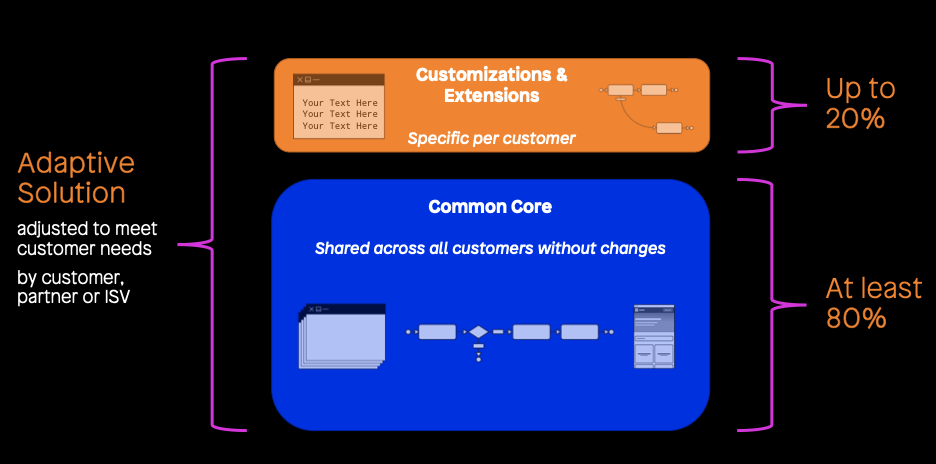 Adaptive
Solution
adjusted to meet
customer needs
by customer,
partner or ISV
Customizations &
Extensions
Specific per customer
Your Text Here
Your Text Here
Your Text Here
Common Core
Shared across all customers without changes
Up to
20%
At least
80%